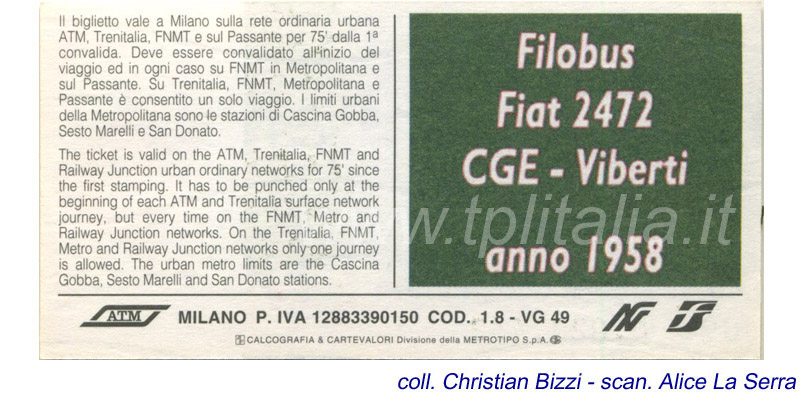 Il biglietto vale a Milano sulla rete ordinaria urbana
ATM, Trenitalia, FNMT e sul Passante per 75' dalla 1ª
convalida. Deve essere convalidato all'inizio del
viaggio ed in ogni caso su FNMT in Metropolitana e
sul Passante. Su Trenitalia, FNMT, Metropolitana e
Passante è consentito un solo viaggio. I limiti urbani
della Metropolitana sono le stazioni di Cascina Gobba,
Sesto Marelli e San Donato.
The ticket is valid on the ATM, Trenitalia, FNMT and
Railway Junction urban ordinary networks for 75' since
the first stamping. It has to be punched only at the
beginning of each ATM and Trenitalia surface network
journey, but every time on the FNMT, Metro and
Railway Junction networks. On the Trenitalia, FNMT,
Metro and Railway Junction networks only one journey
is allowed. The urban metro limits are the Cascina
Gobba, Sesto Marelli and San Donato stations.
Filobus
Fiat 2472
CGE - Viberti
anno 1958
www.tplitalia.it
ATM MILANO P. IVA 12883390150 COD. 1.8 - VG 49
CALCOGRAFIA & CARTEVALORI Divisione della METROTIPO S.p.A.
coll. Christian Bizzi - scan. Alice La Serra